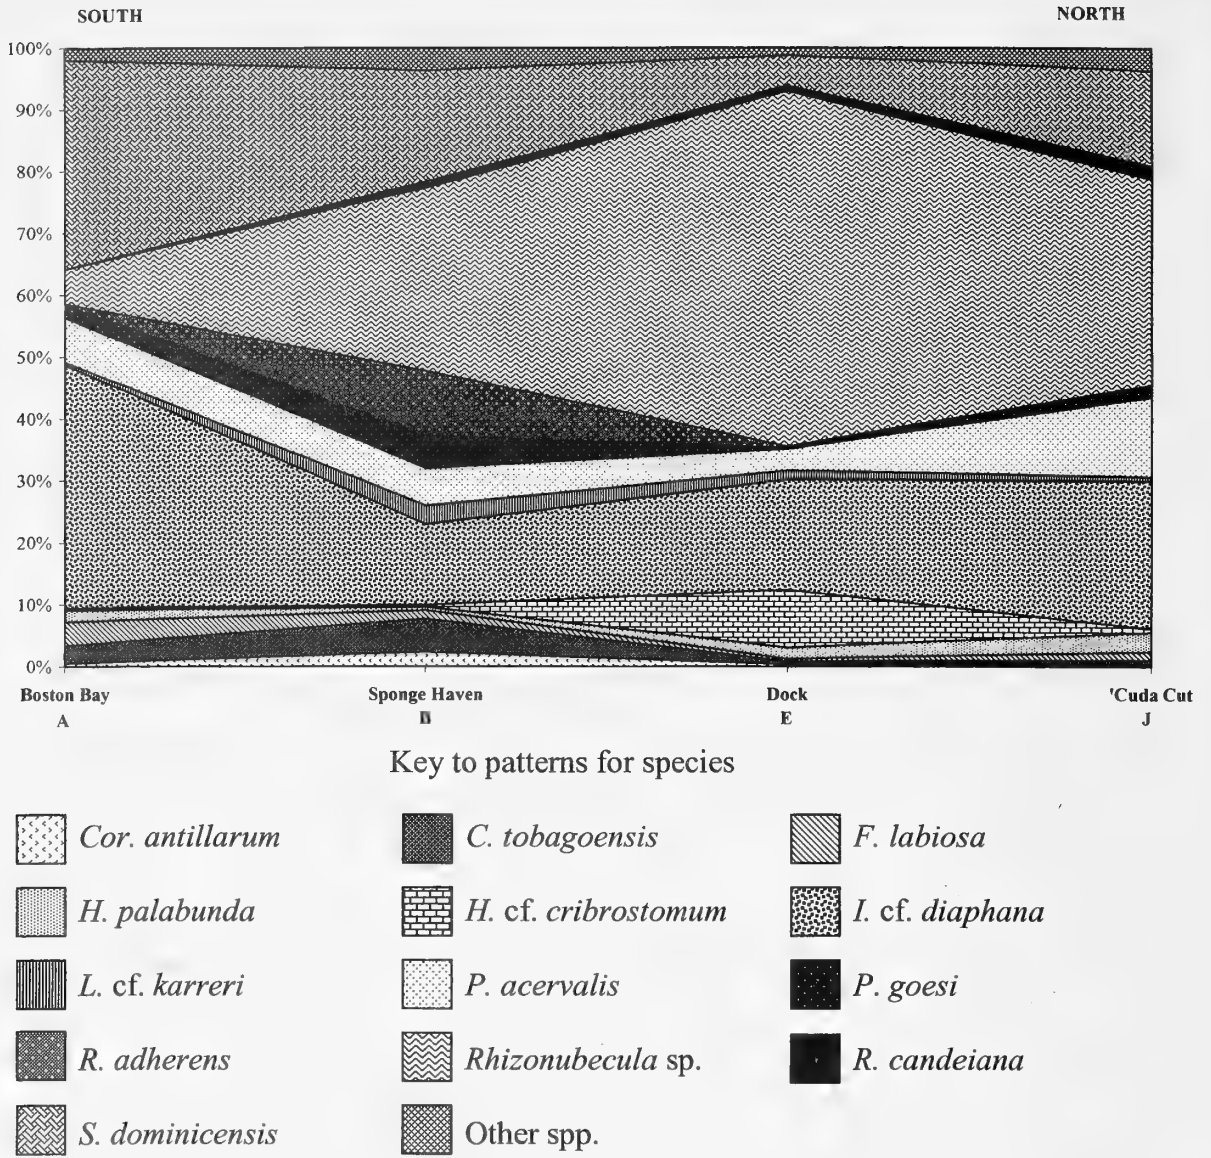 SOUTH NORTH
100%
90%
80%
70%
60%
50%
40%
30%
20%
10%
0%
Boston Bay Sponge Haven Dock 'Cuda Cut
A D E J
Key to patterns for species
Cor. antillarum C. tobagoensis F. labiosa
H. palabunda H. cf. cribrostomum I. cf. diaphana
L. cf. karreri P. acervalis P. goesi
R. adherens Rhizonubecula sp. R. candeiana
S. dominicensis Other spp.